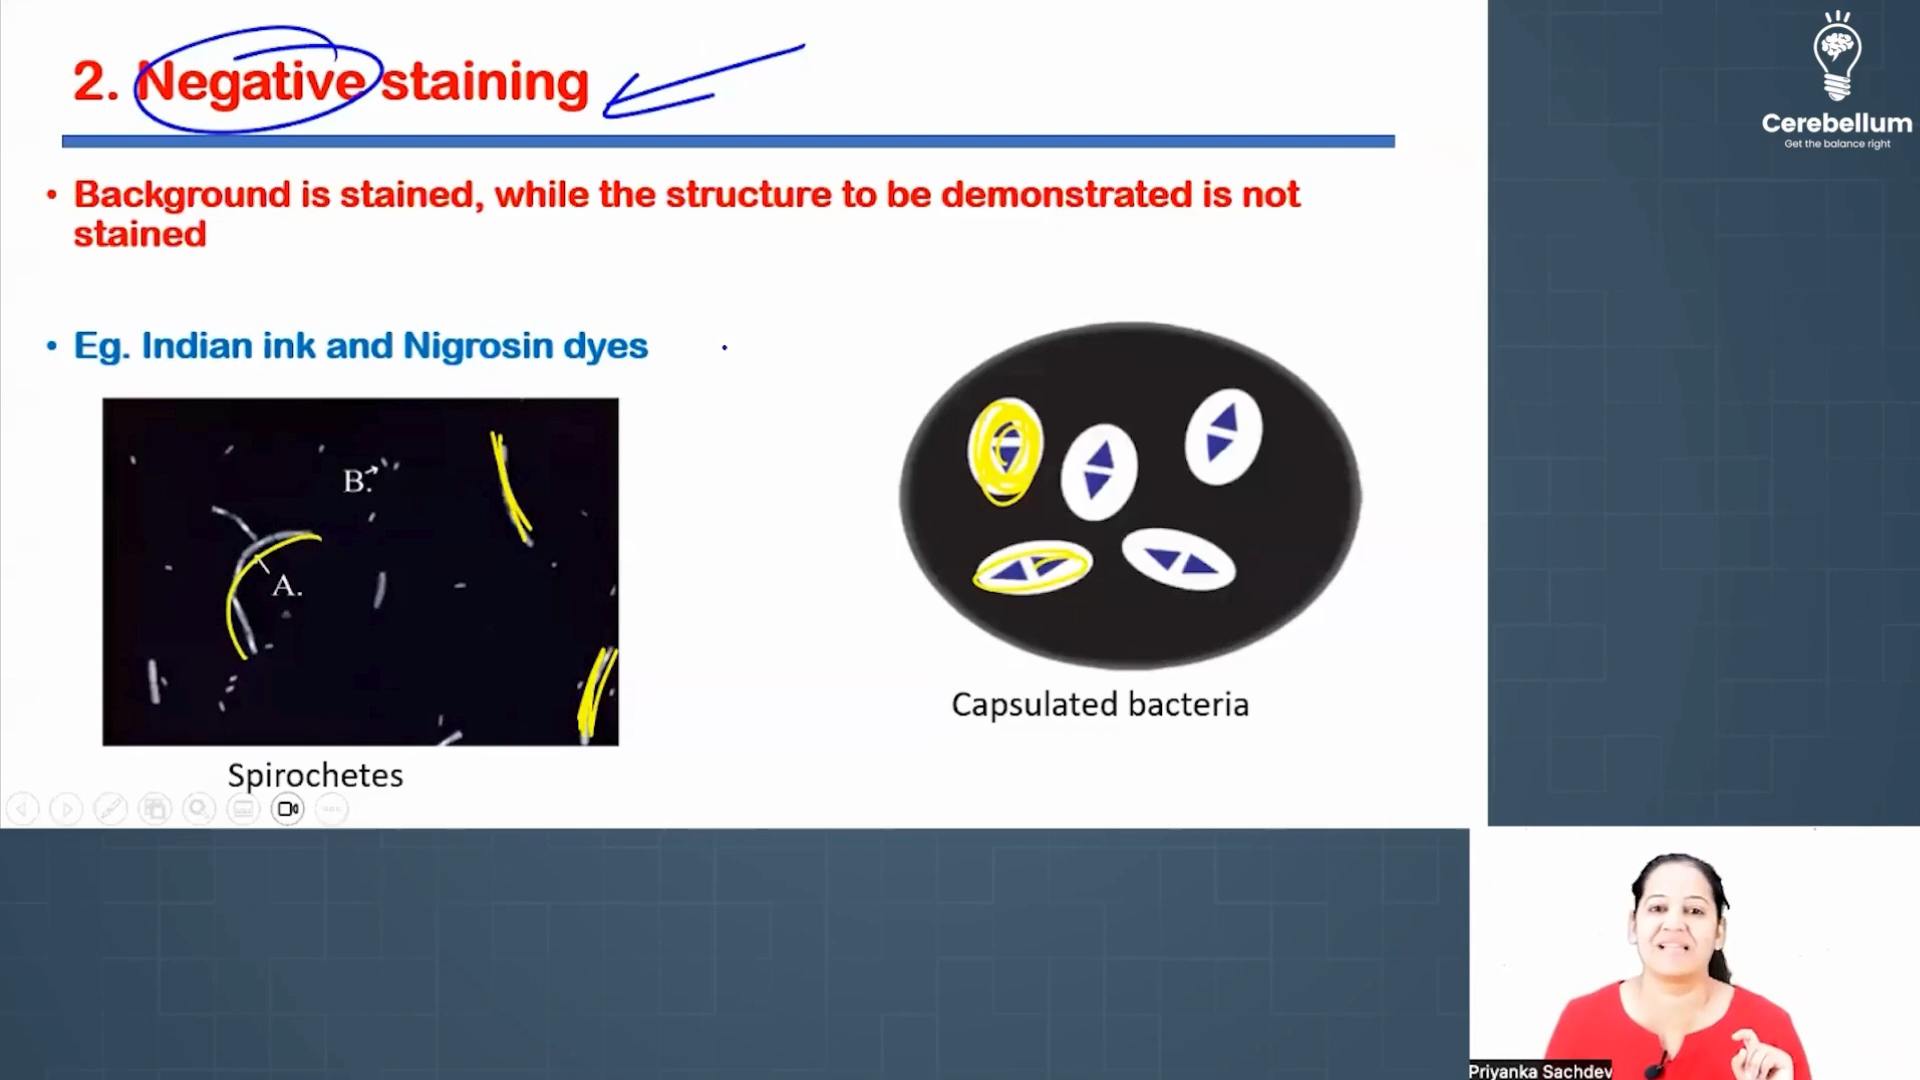 2. Negative staining
• Background is stained, while the structure to be demonstrated is not
stained
• Eg. Indian ink and Nigrosin dyes
B.
A.
Spirochetes
Capsulated bacteria
Cerebellum
Get the balance right
Priyanka Sachdev